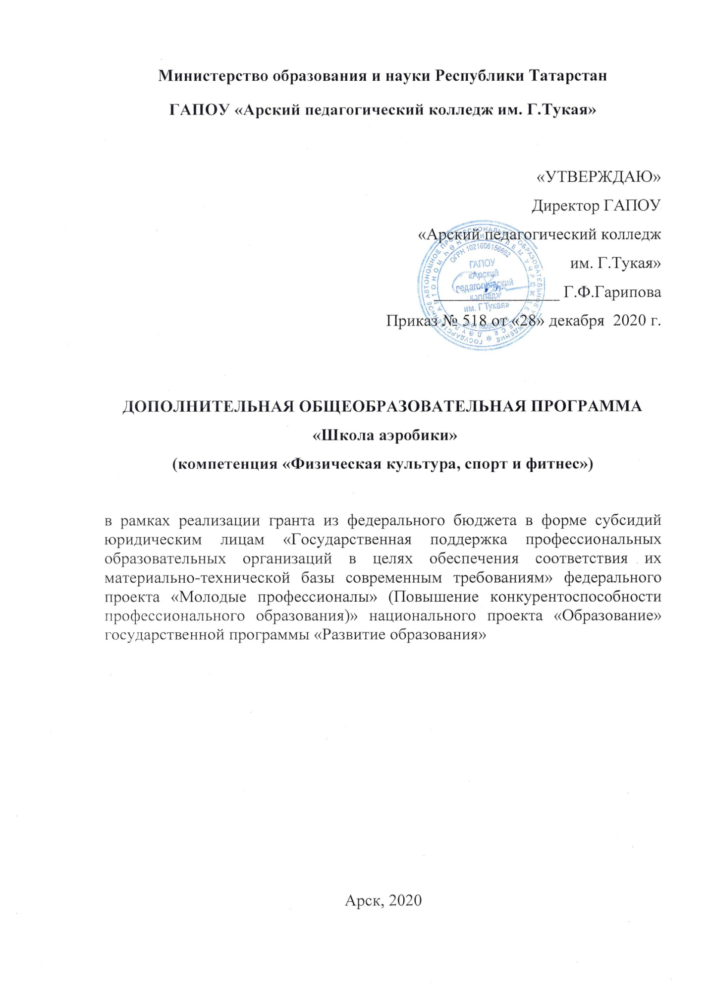 Министерство образования и науки Республики Татарстан
ГАПОУ «Арский педагогический колледж им. Г.Тукая»
«УТВЕРЖДАЮ»
Директор ГАПОУ
«Арский педагогический колледж
им. Г.Тукая»
Г.Ф.Гарипова
Приказ № 518 от «28» декабря 2020 г.
ОГРН 1021606156692
ГАПОУ
«Арский
педагогический
колледж
им. Г Тукая»
ДОПОЛНИТЕЛЬНАЯ ОБЩЕОБРАЗОВАТЕЛЬНАЯ ПРОГРАММА
«Школа аэробики»
(компетенция «Физическая культура, спорт и фитнес»)
в рамках реализации гранта из федерального бюджета в форме субсидий
юридическим лицам «Государственная поддержка профессиональных
образовательных организаций в целях обеспечения соответствия их
материально-технической базы современным требованиям» федерального
проекта «Молодые профессионалы» (Повышение конкурентоспособности
профессионального образования)» национального проекта «Образование»
государственной программы «Развитие образования»
Арск, 2020